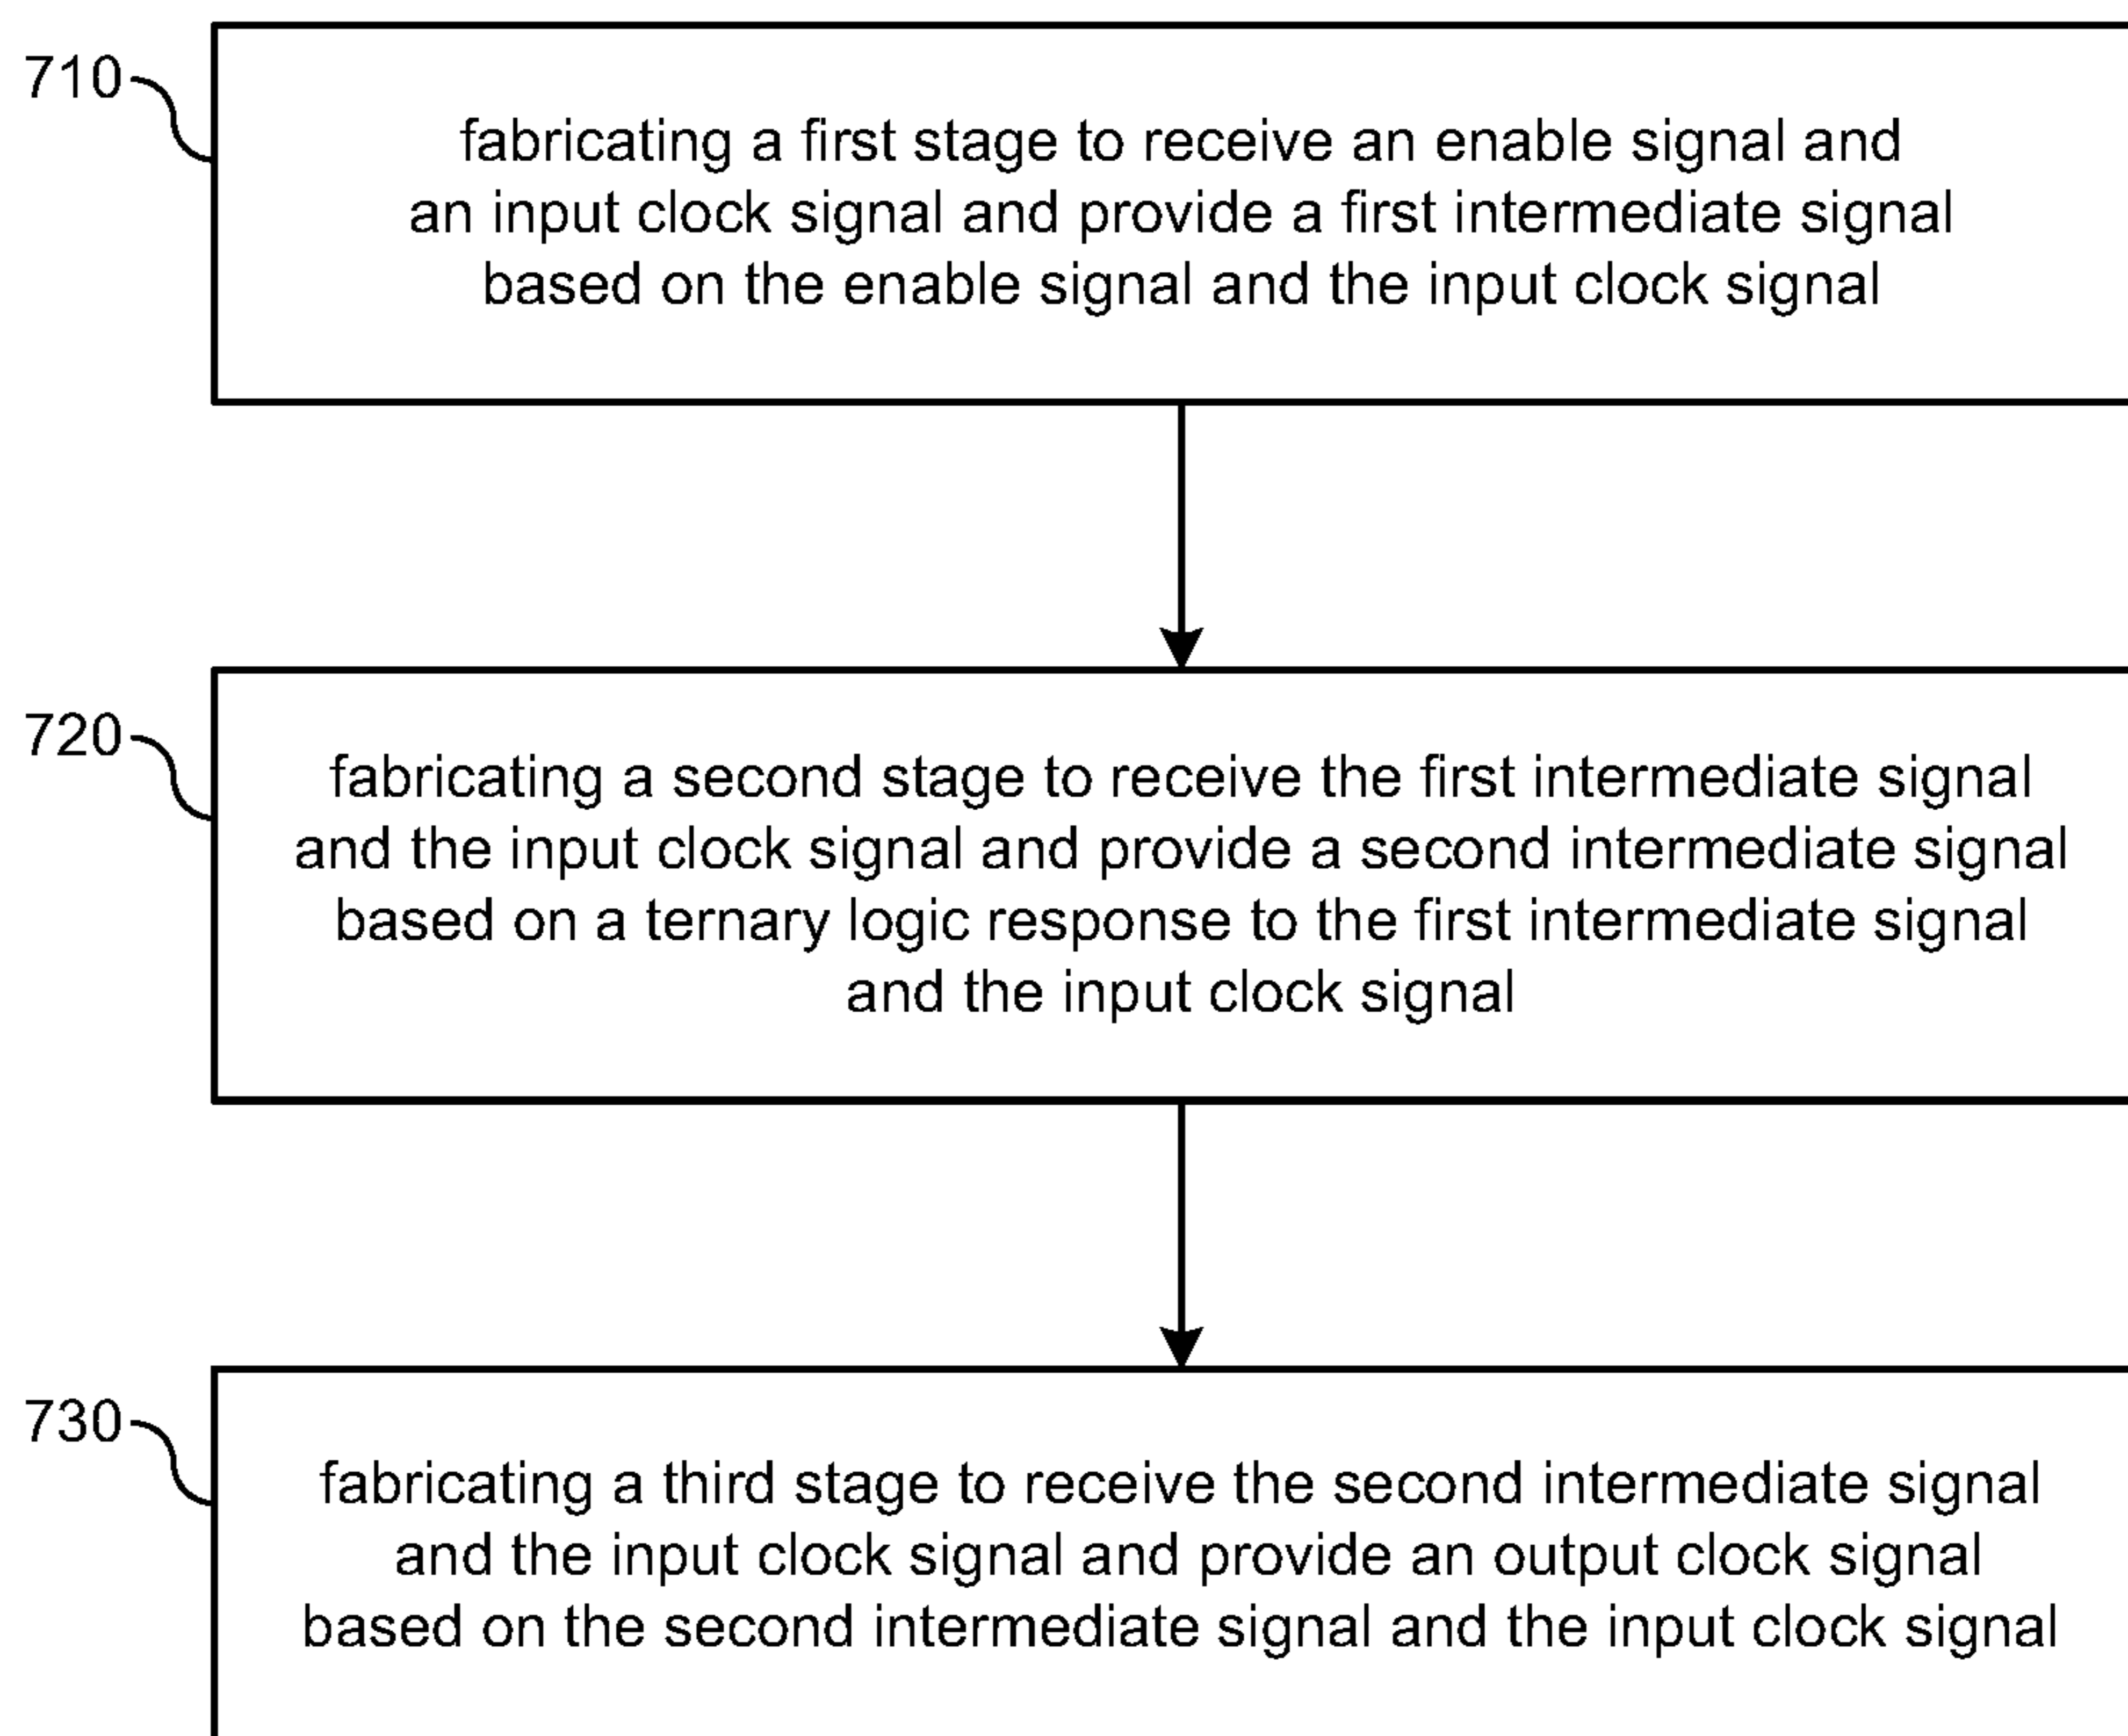 710
fabricating a first stage to receive an enable signal and
an input clock signal and provide a first intermediate signal
based on the enable signal and the input clock signal
720
fabricating a second stage to receive the first intermediate signal
and the input clock signal and provide a second intermediate signal
based on a ternary logic response to the first intermediate signal
and the input clock signal
730
fabricating a third stage to receive the second intermediate signal
and the input clock signal and provide an output clock signal
based on the second intermediate signal and the input clock signal